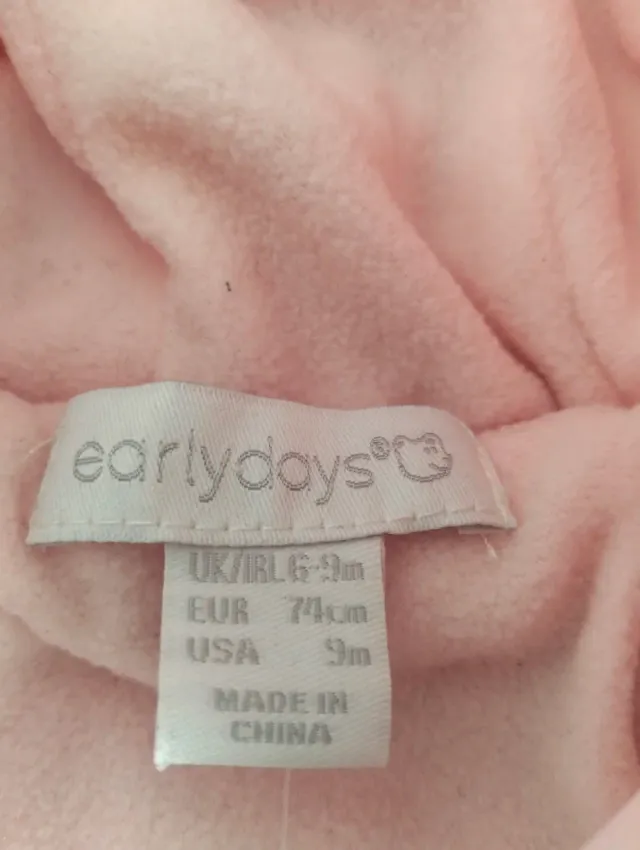 earlydays®
UK/IRL 6-9m
EUR 74cm
USA 9m
MADE IN
CHINA